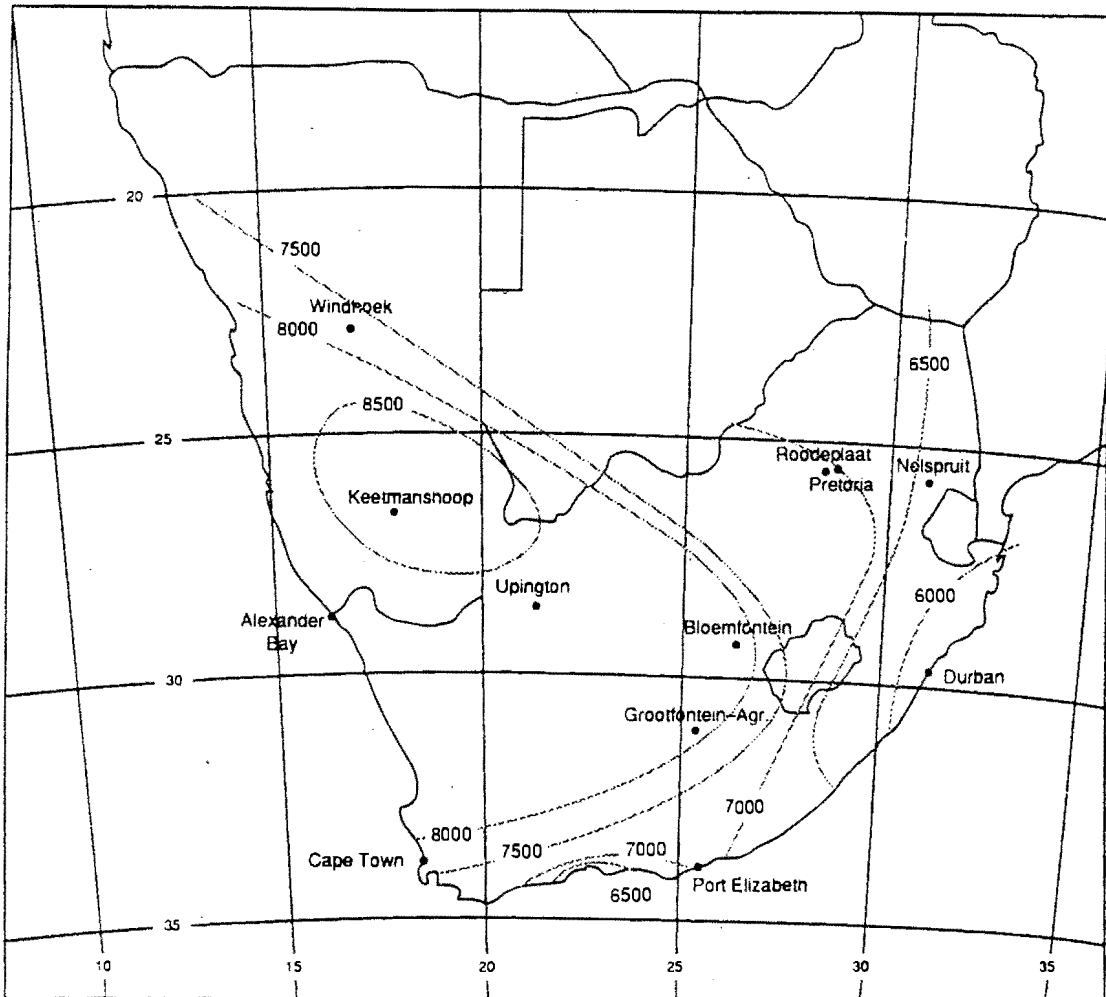 20
7500
Windhoek
8000
6500
8500
25
Roodeplaat
Nelspruit
Pretoria
Keetmanshoop
Upington
6000
Alexander
Bay
Bloemfontein
30
Durban
Grootfontein-Agr.
7000
8000
7500
7000
Cape Town
Port Elizabeth
6500
35
10
15
20
25
30
35